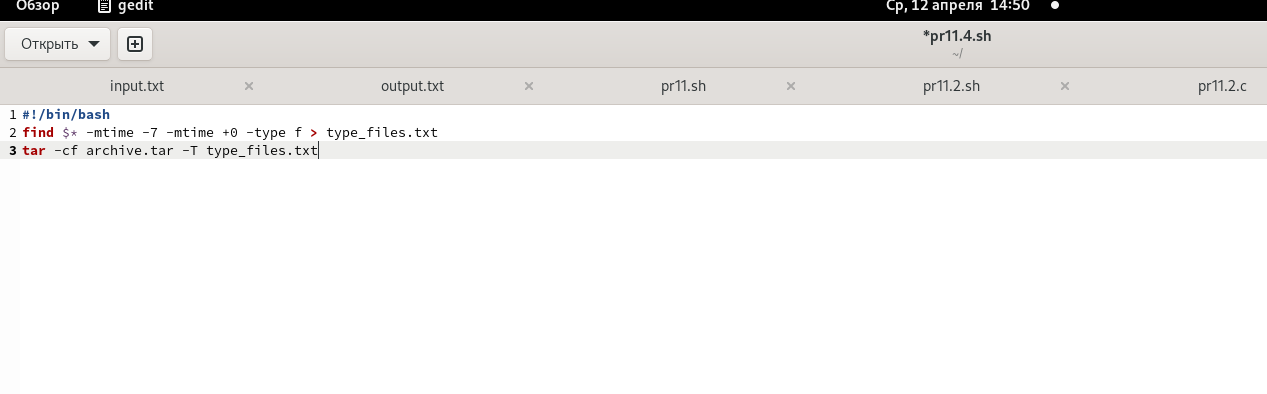 Обзор gedit Ср, 12 апреля 14:50
Открыть *pr11.4.sh
~/
input.txt × output.txt × pr11.sh × pr11.2.sh × pr11.2.c
1 #!/bin/bash
2 find $* -mtime -7 -mtime +0 -type f > type_files.txt
3 tar -cf archive.tar -T type_files.txt